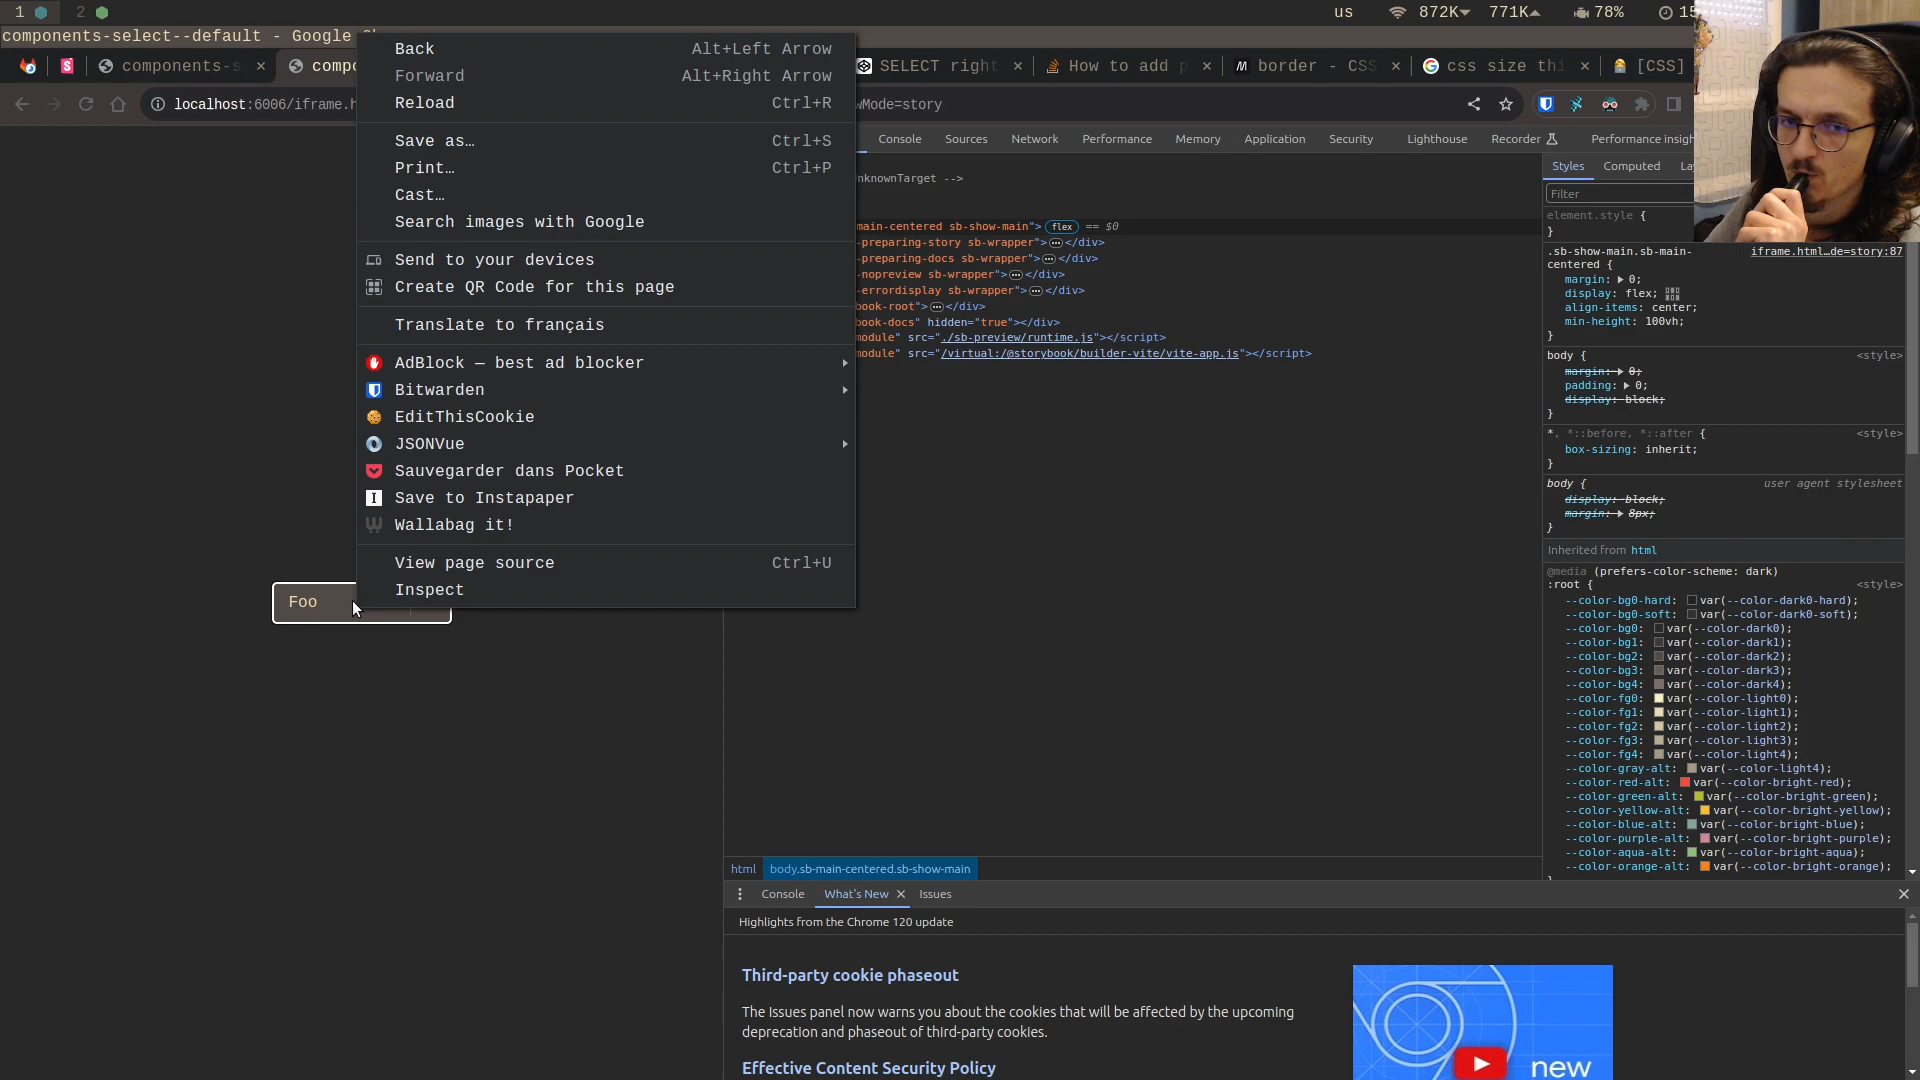 1 2 us 872K 771K 78% 15
components-select--default - Google
components-s × comp SELECT right × How to add p × border - CSS × css size thi × [CSS]
localhost:6006/iframe.h wMode=story
Back Alt+Left Arrow
Forward Alt+Right Arrow
Reload Ctrl+R
Save as… Ctrl+S
Print… Ctrl+P
Cast…
Search images with Google
Send to your devices
Create QR Code for this page
Translate to français
AdBlock — best ad blocker
Bitwarden
EditThisCookie
JSONVue
Sauvegarder dans Pocket
Save to Instapaper
Wallabag it!
View page source Ctrl+U
Inspect
Foo
Console Sources Network Performance Memory Application Security Lighthouse Recorder Performance insigh
UnknownTarget -->
main-centered sb-show-main"> flex == $0
-preparing-story sb-wrapper">…</div>
-preparing-docs sb-wrapper">…</div>
-nopreview sb-wrapper">…</div>
-errordisplay sb-wrapper">…</div>
book-root">…</div>
book-docs" hidden="true"></div>
module" src="./sb-preview/runtime.js"></script>
module" src="/virtual:/@storybook/builder-vite/vite-app.js"></script>
html body.sb-main-centered.sb-show-main
Styles Computed La
Filter
element.style {
}
.sb-show-main.sb-main-centered { iframe.html…de=story:87
margin: 0;
display: flex;
align-items: center;
min-height: 100vh;
}
body { <style>
margin: 0;
padding: 0;
display: block;
}
*, *::before, *::after { <style>
box-sizing: inherit;
}
body { user agent stylesheet
display: block;
margin: 8px;
}
Inherited from html
@media (prefers-color-scheme: dark)
:root { <style>
--color-bg0-hard: var(--color-dark0-hard);
--color-bg0-soft: var(--color-dark0-soft);
--color-bg0: var(--color-dark0);
--color-bg1: var(--color-dark1);
--color-bg2: var(--color-dark2);
--color-bg3: var(--color-dark3);
--color-bg4: var(--color-dark4);
--color-fg0: var(--color-light0);
--color-fg1: var(--color-light1);
--color-fg2: var(--color-light2);
--color-fg3: var(--color-light3);
--color-fg4: var(--color-light4);
--color-gray-alt: var(--color-light4);
--color-red-alt: var(--color-bright-red);
--color-green-alt: var(--color-bright-green);
--color-yellow-alt: var(--color-bright-yellow);
--color-blue-alt: var(--color-bright-blue);
--color-purple-alt: var(--color-bright-purple);
--color-aqua-alt: var(--color-bright-aqua);
--color-orange-alt: var(--color-bright-orange);
Console What's New × Issues
Highlights from the Chrome 120 update
Third-party cookie phaseout
The Issues panel now warns you about the cookies that will be affected by the upcoming
deprecation and phaseout of third-party cookies.
Effective Content Security Policy
new